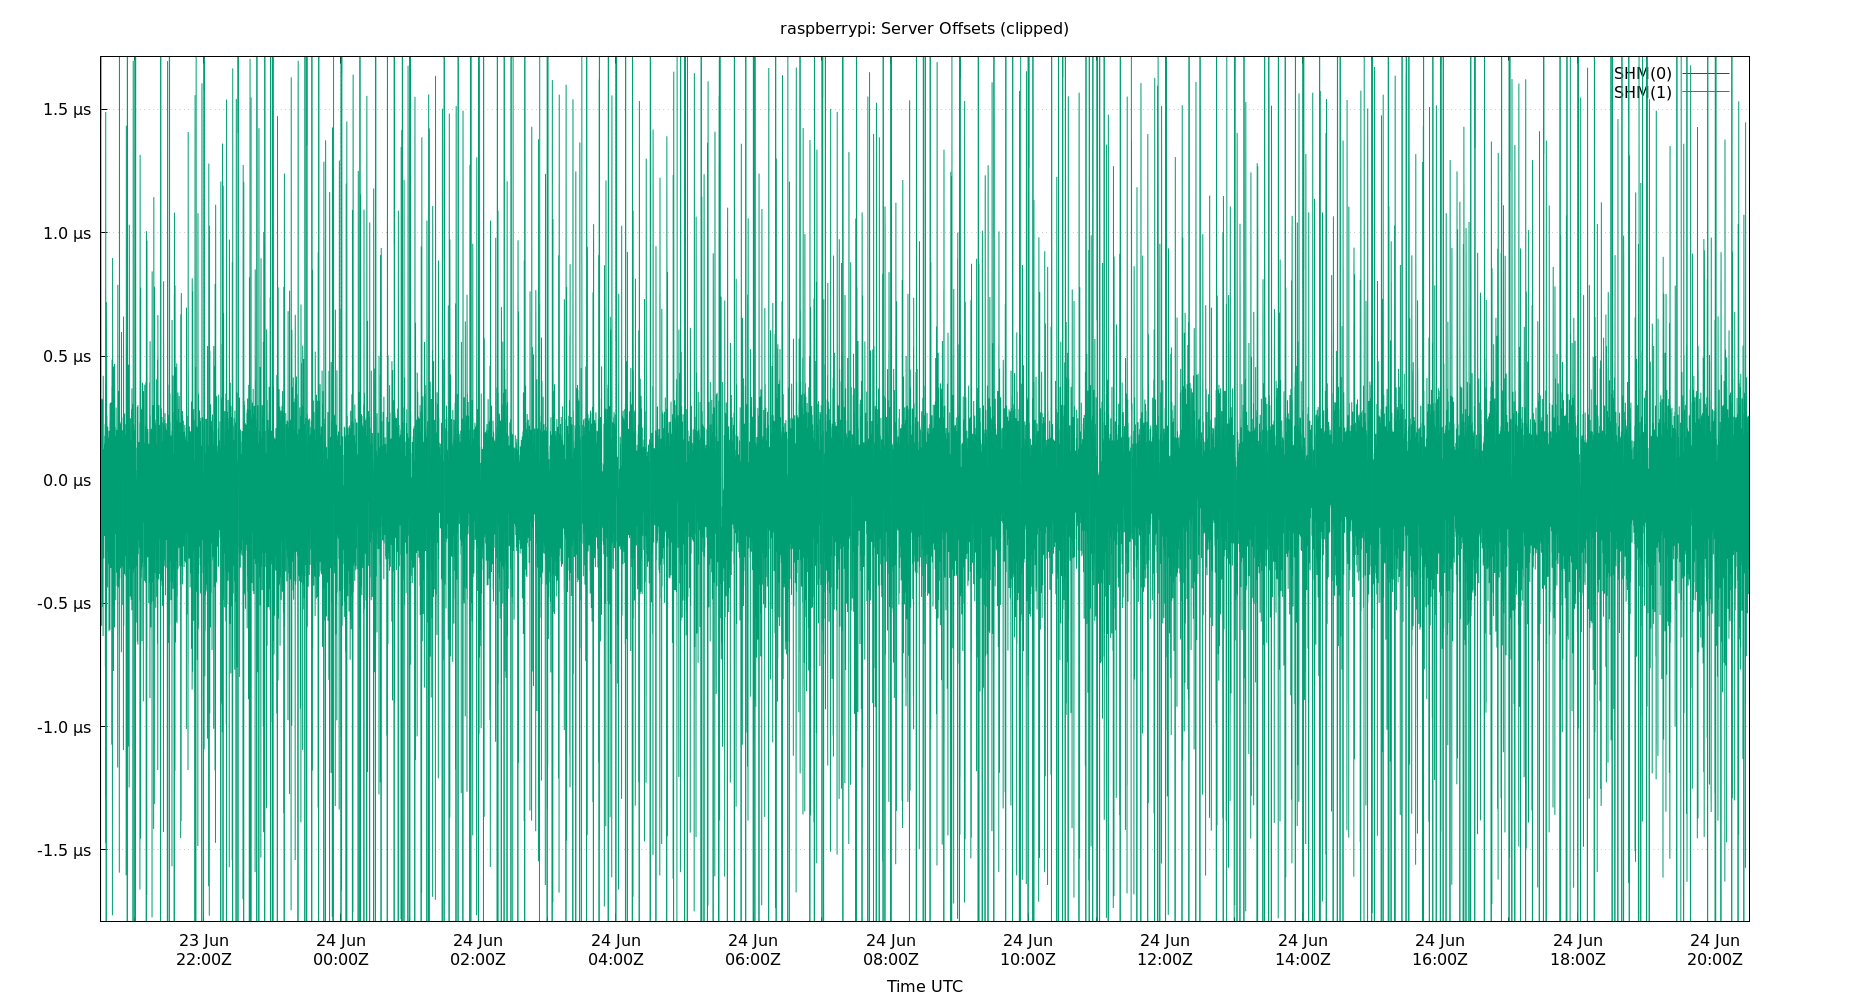 raspberrypi: Server Offsets (clipped)
SHM(0)
SHM(1)
1.5 µs
1.0 µs
0.5 µs
0.0 µs
-0.5 µs
-1.0 µs
-1.5 µs
23 Jun 24 Jun 24 Jun 24 Jun 24 Jun 24 Jun 24 Jun 24 Jun 24 Jun 24 Jun 24 Jun 24 Jun
22:00Z 00:00Z 02:00Z 04:00Z 06:00Z 08:00Z 10:00Z 12:00Z 14:00Z 16:00Z 18:00Z 20:00Z
Time UTC